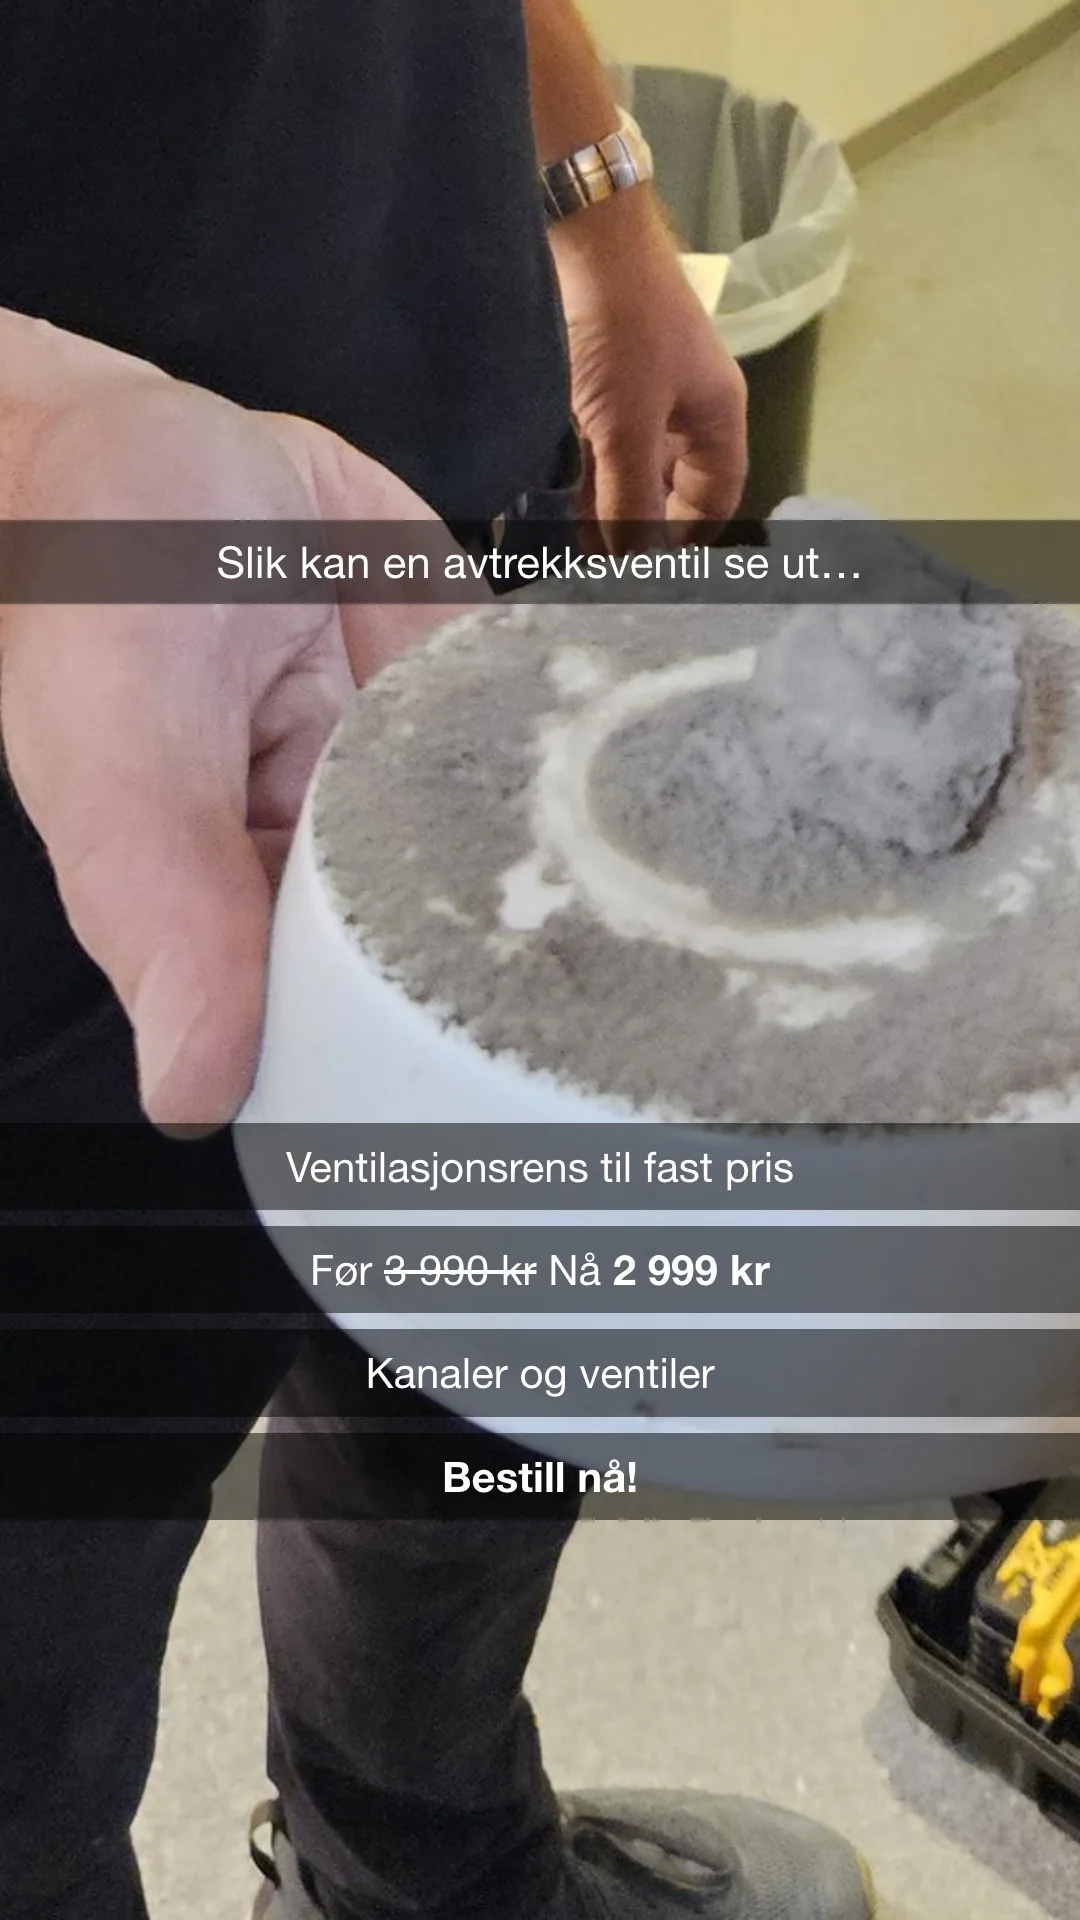 Slik kan en avtrekksventil se ut...
Ventilasjonsrens til fast pris
Før 3 990 kr Nå 2 999 kr
Kanaler og ventiler
Bestill nå!